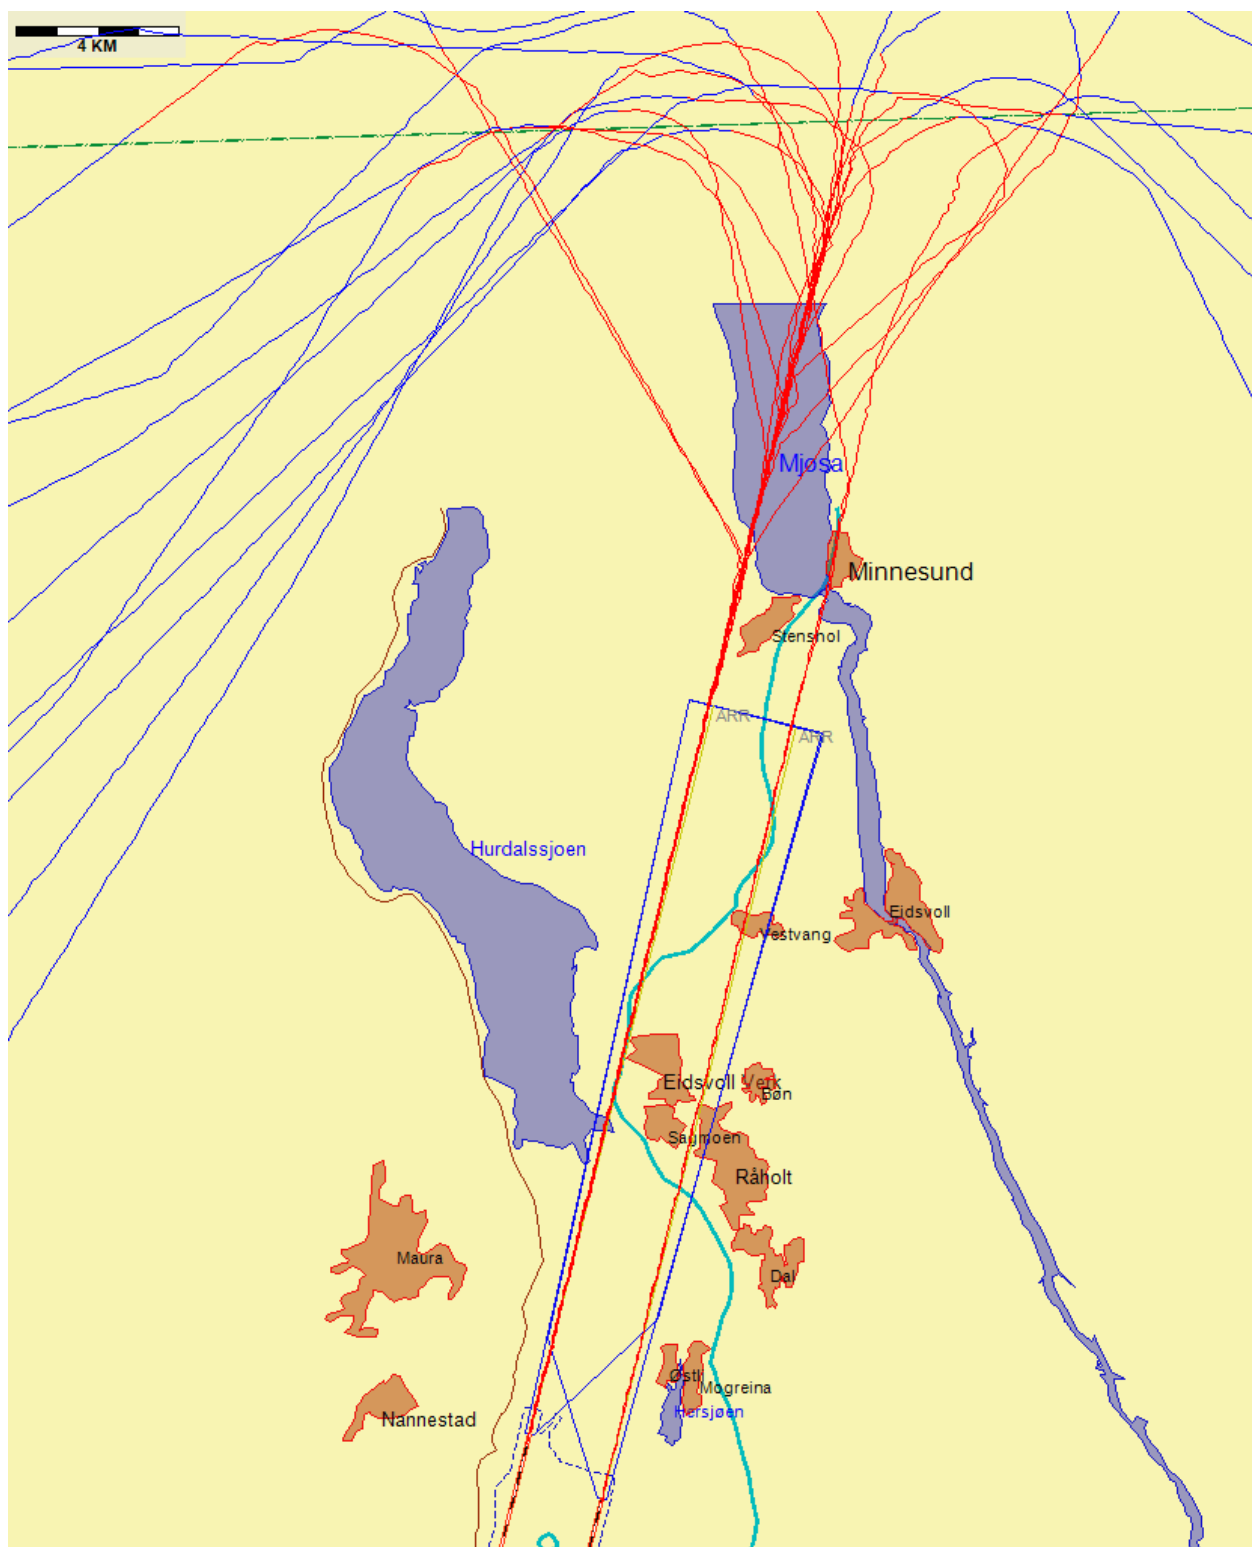 4 KM
Mjøsa
Minnesund
Stenshol
ARR
ARR
Hurdalssjoen
Eidsvoll
Vestvang
Eidsvoll Verk
Bøn
Sagmoen
Råholt
Maura
Dal
Østli
Mogreina
Nannestad
Hersjøen